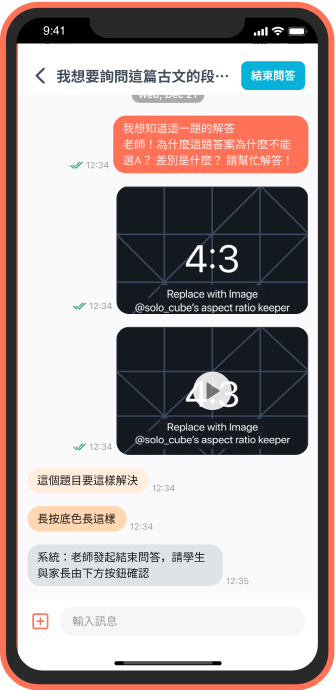 9:41
我想要詢問這篇古文的段⋯
結束問答
Wed, Dec 21
我想知道這一題的解答
老師！為什麼這題答案為什麼不能
選A？ 差別是什麼？ 請幫忙解答！
12:34
4:3
Replace with Image
@solo_cube's aspect ratio keeper
12:34
4:3
Replace with Image
@solo_cube's aspect ratio keeper
12:34
這個題目要這樣解決
12:34
長按底色長這樣
12:34
系統：老師發起結束問答，請學生
與家長由下方按鈕確認
12:35
輸入訊息